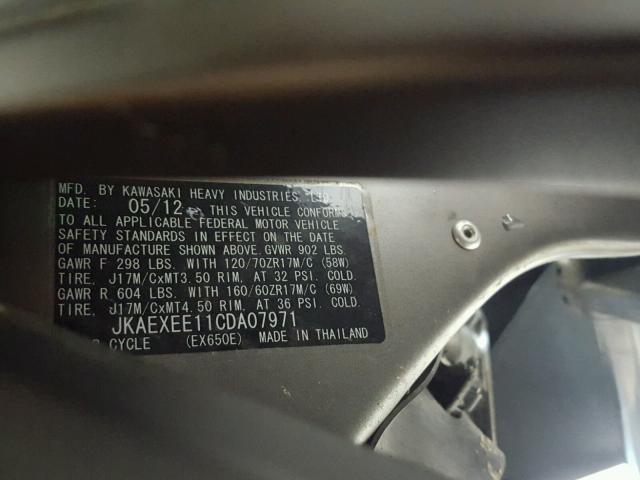 MFD. BY KAWASAKI HEAVY INDUSTRIES, LTD.
DATE: 05/12 THIS VEHICLE CONFORMS
TO ALL APPLICABLE FEDERAL MOTOR VEHICLE
SAFETY STANDARDS IN EFFECT ON THE DATE
OF MANUFACTURE SHOWN ABOVE.GVWR 902 LBS
GAWR F 298 LBS. WITH 120/70ZR17M/C (58W)
TIRE, J17M/CxMT3.50 RIM, AT 32 PSI. COLD.
GAWR R 604 LBS. WITH 160/60ZR17M/C (69W)
TIRE, J17M/CxMT4.50 RIM, AT 36 PSI. COLD.
JKAEXEE11CDA07971
CYCLE (EX650E) MADE IN THAILAND